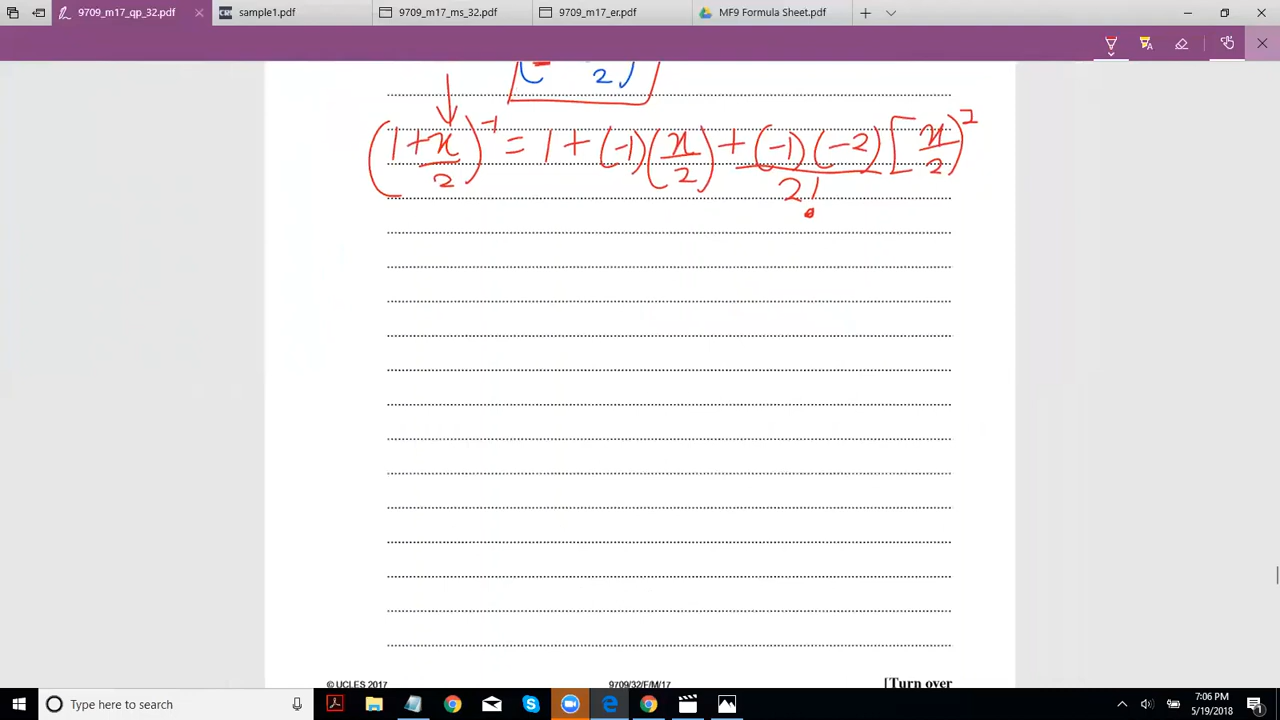 9709_m17_qp_32.pdf sample1.pdf 9709_m17_ms_32.pdf 9709_m17_er.pdf MF9 Formula Sheet.pdf
2
(1+x/2)^-1 = 1+(-1)(x/2)+(-1)(-2)/2! [x/2)^2
© UCLES 2017 9709/32/F/M/17 [Turn over
Type here to search
7:06 PM
5/19/2018